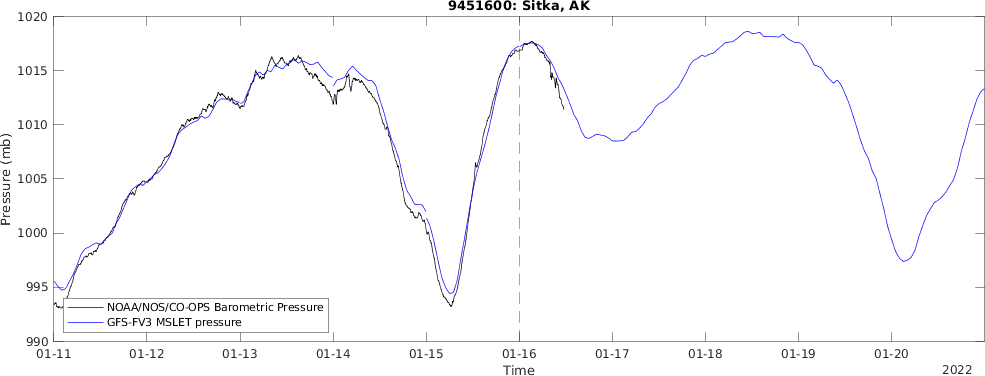 9451600: Sitka, AK
1020
1015
1010
1005
1000
995
990
Pressure (mb)
NOAA/NOS/CO-OPS Barometric Pressure
GFS-FV3 MSLET pressure
01-11 01-12 01-13 01-14 01-15 01-16 01-17 01-18 01-19 01-20
Time
2022